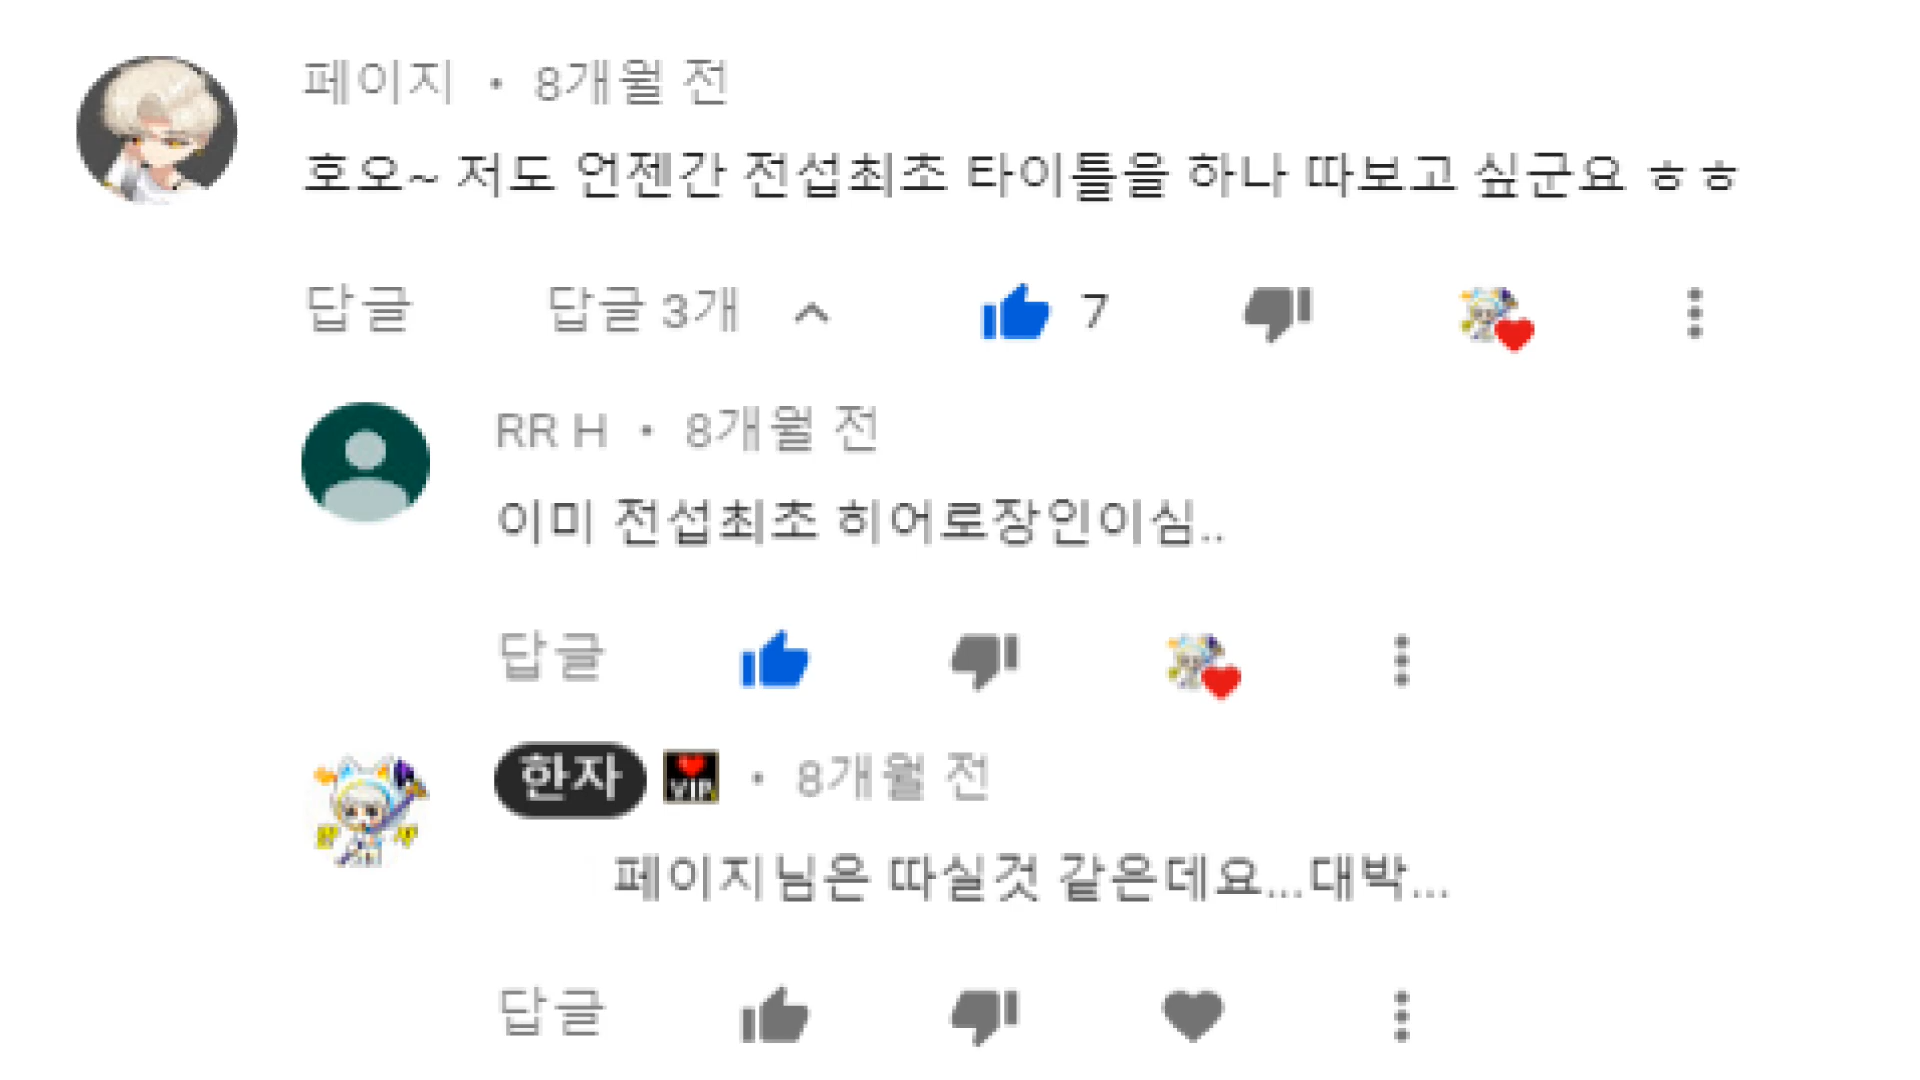 페이지 • 8개월 전
호오~ 저도 언젠간 전섭최초 타이틀을 하나 따보고 싶군요 ㅎㅎ
답글 답글 3개 7
RR H • 8개월 전
이미 전섭최초 히어로장인이심..
답글
한자 VIP • 8개월 전
페이지님은 따실것 같은데요...대박...
답글